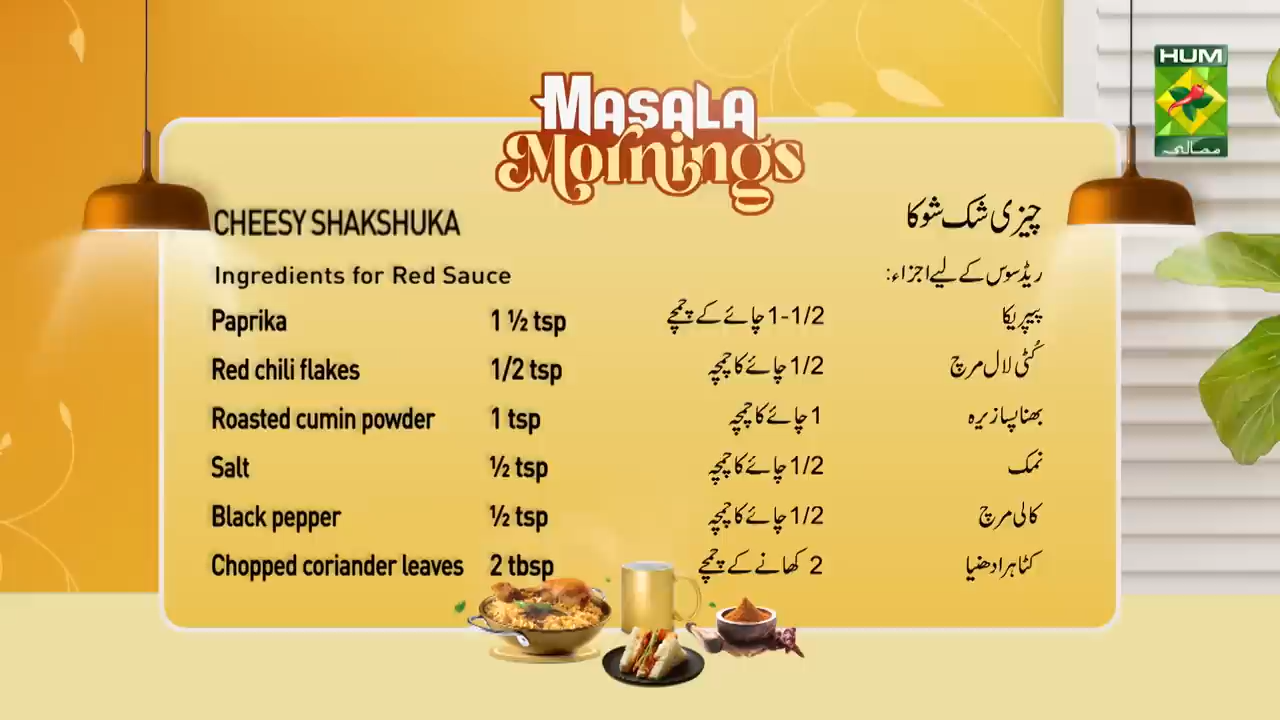 HUM
مصالحہ
MASALA
Mornings
CHEESY SHAKSHUKA چیزی شک شوکا
Ingredients for Red Sauce ریڈ سوس کے لیے اجزاء:
Paprika 1 ½ tsp 1-1/2 چائے کے چمچے پیپریکا
Red chili flakes 1/2 tsp 1/2 چائے کا چمچہ کُٹی لال مرچ
Roasted cumin powder 1 tsp 1 چائے کا چمچہ بھنا پسا زیرہ
Salt ½ tsp 1/2 چائے کا چمچہ نمک
Black pepper ½ tsp 1/2 چائے کا چمچہ کالی مرچ
Chopped coriander leaves 2 tbsp 2 کھانے کے چمچے کٹا ہرا دھنیا